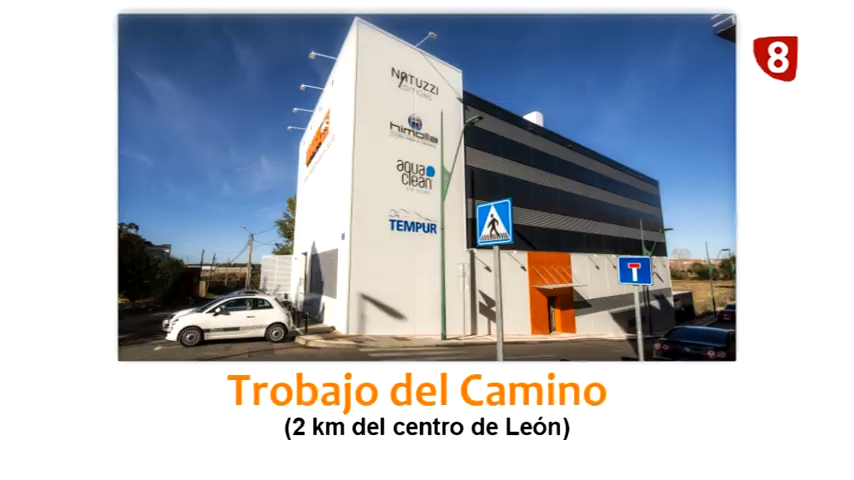 8
NATUZZI
EDITIONS
himolla
aqua
clean
TEMPUR
Trobajo del Camino
(2 km del centro de León)